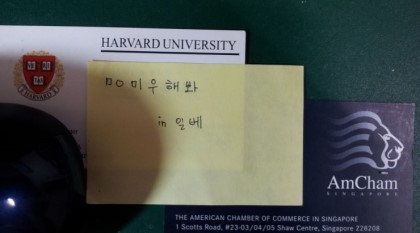 HARVARD UNIVERSITY
HARVARD
ㅁㅇ미우해봐
in 일베
AmCham
SINGAPORE
THE AMERICAN CHAMBER OF COMMERCE IN SINGAPORE
1 Scotts Road, #23-03/04/05 Shaw Centre, Singapore 228208